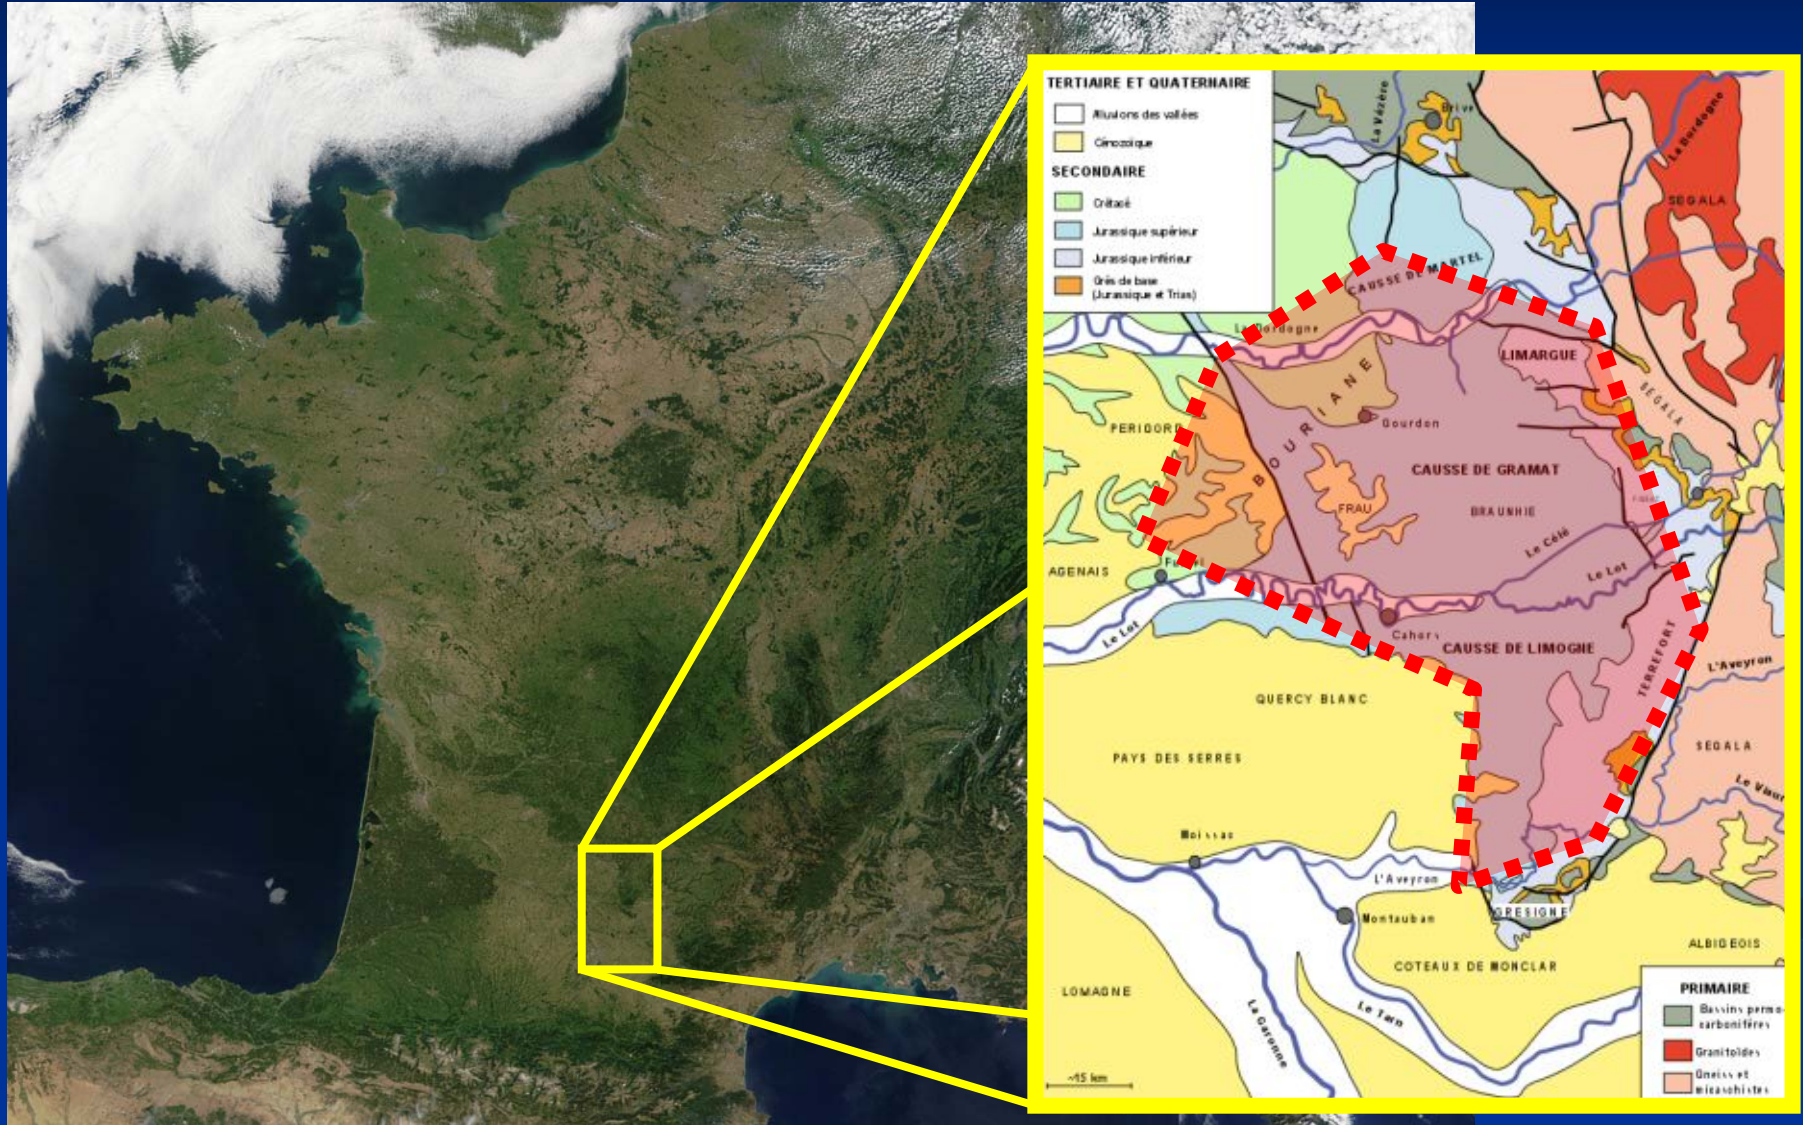 TERTIAIRE ET QUATERNAIRE
Alluvions des vallées
Cénozoïque
SECONDAIRE
Crétacé
Jurassique supérieur
Jurassique inférieur
Grès de base
(Jurassique et Trias)
La Vézère
Brive
La Dordogne
SEGALA
CAUSSE DE MARTEL
La Dordogne
LIMARGUE
SEGALA
BOURIANE
Gourdon
PERIGORD
CAUSSE DE GRAMAT
FRAU
BRAUNHIE
Le Célé
Le Lot
AGENAIS
Le Lot
Cahors
CAUSSE DE LIMOGNE
TERREFORT
L'Aveyron
QUERCY BLANC
PAYS DES SERRES
SEGALA
Le Viaur
Moissac
L'Aveyron
Montauban
GRESIGNE
ALBIGEOIS
COTEAUX DE MONCLAR
LOMAGNE
La Garonne
Le Tarn
PRIMAIRE
Bassins permo-
carbonifères
Granitoïdes
Gneiss et
micaschistes
~15 km